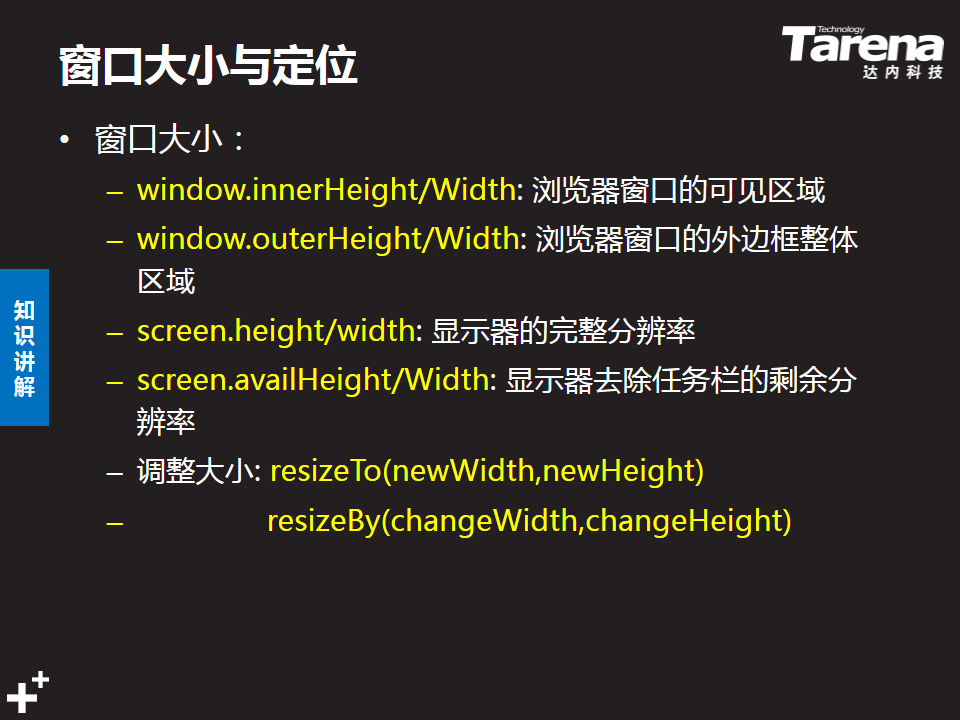 窗口大小与定位
Technology
Tarena
达内科技
• 窗口大小：
– window.innerHeight/Width: 浏览器窗口的可见区域
– window.outerHeight/Width: 浏览器窗口的外边框整体
区域
– screen.height/width: 显示器的完整分辨率
– screen.availHeight/Width: 显示器去除任务栏的剩余分
辨率
– 调整大小: resizeTo(newWidth,newHeight)
– resizeBy(changeWidth,changeHeight)
知
识
讲
解